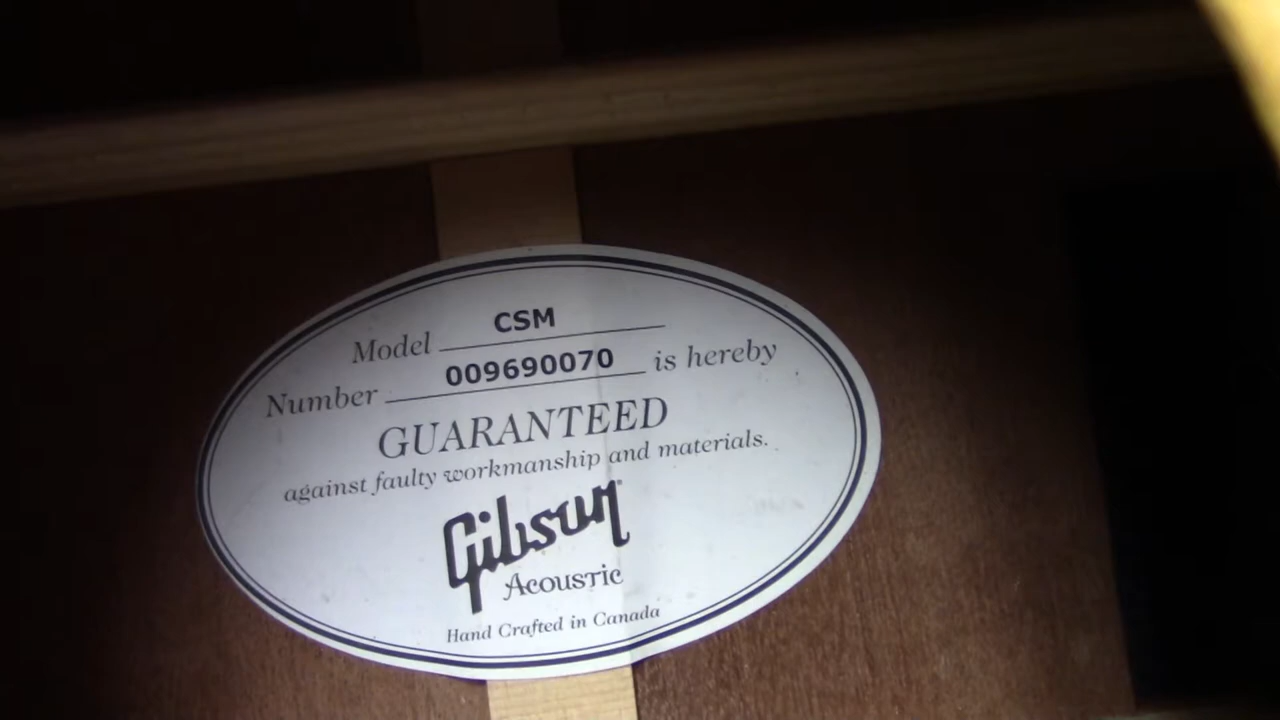 Model CSM
Number 009690070 is hereby
GUARANTEED
against faulty workmanship and materials.
Gibson
Acoustic
Hand Crafted in Canada